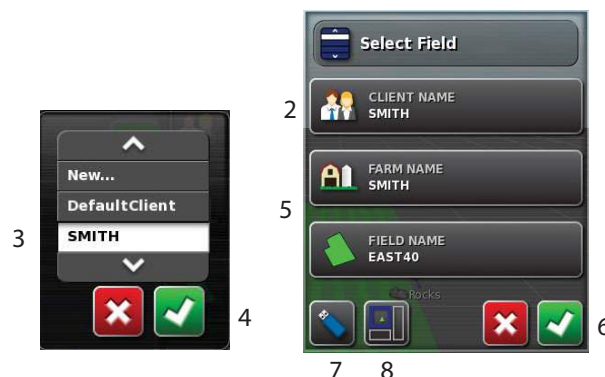 Select Field
2
CLIENT NAME
SMITH
FARM NAME
SMITH
5
FIELD NAME
EAST40
Rocks
6
7
8
New...
DefaultClient
3
SMITH
4